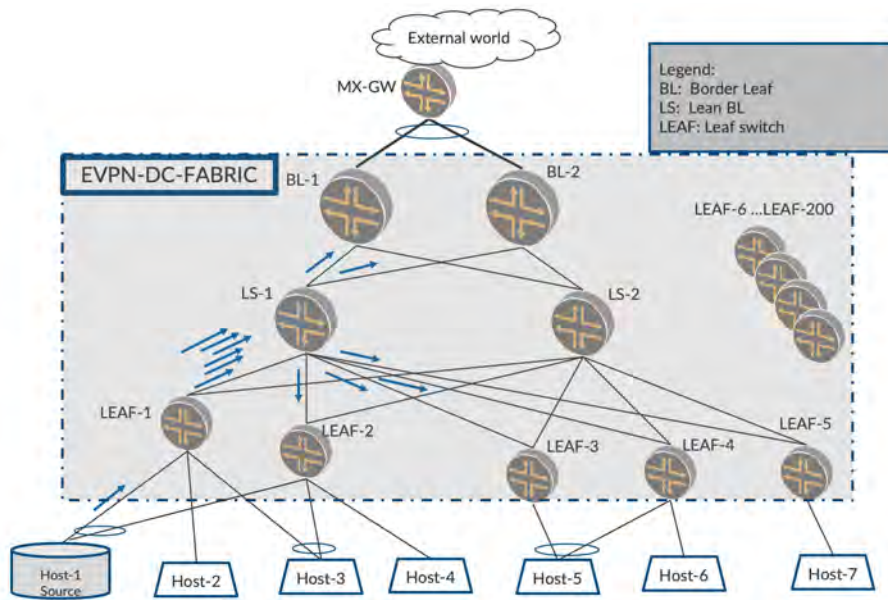 External world
MX-GW
Legend:
BL: Border Leaf
LS: Lean BL
LEAF: Leaf switch
EVPN-DC-FABRIC
BL-1
BL-2
LEAF-6 ...LEAF-200
LS-1
LS-2
LEAF-1
LEAF-2
LEAF-3
LEAF-4
LEAF-5
Host-1
Source
Host-2
Host-3
Host-4
Host-5
Host-6
Host-7